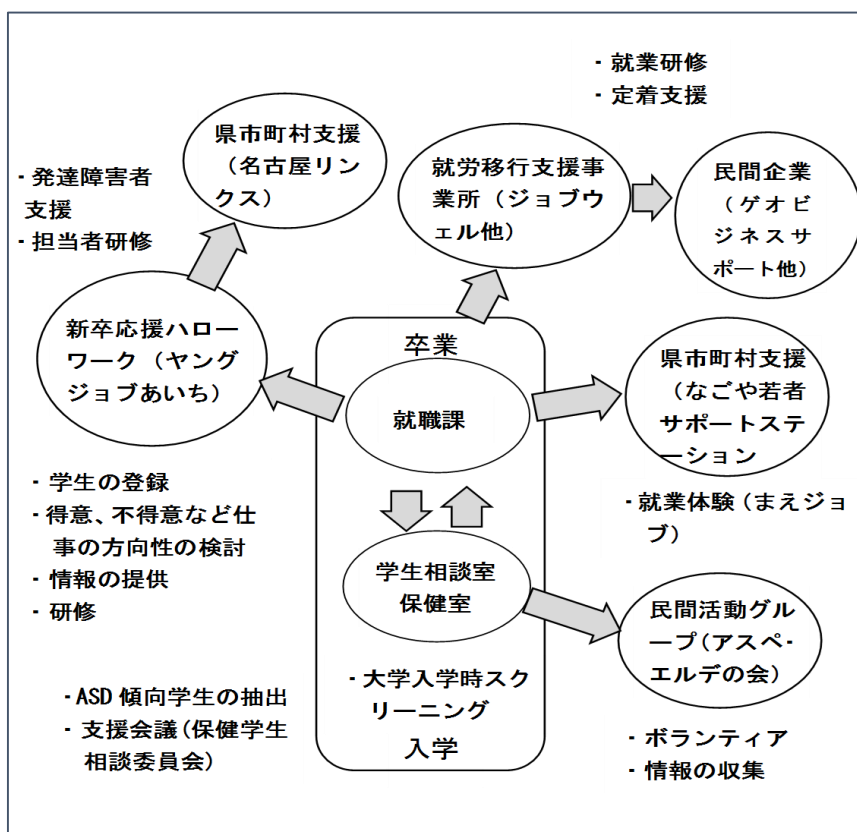 ・就業研修
・定着支援
県市町村支援
（名古屋リン
クス）
就労移行支援事
業所（ジョブウ
ェル他）
民間企業
（ゲオビ
ジネスサ
ポート他）
・発達障害者
支援
・担当者研修
新卒応援ハロー
ワーク（ヤング
ジョブあいち）
卒業
就職課
県市町村支援
（なごや若者
サポートステ
ーション
・学生の登録
・得意、不得意など仕
事の方向性の検討
・情報の提供
・研修
・就業体験（まえジョ
ブ）
学生相談室
保健室
民間活動グル
ープ（アスペ・
エルデの会）
・大学入学時スク
リーニング
入学
・ASD 傾向学生の抽出
・支援会議（保健学生
相談委員会）
・ボランティア
・情報の収集